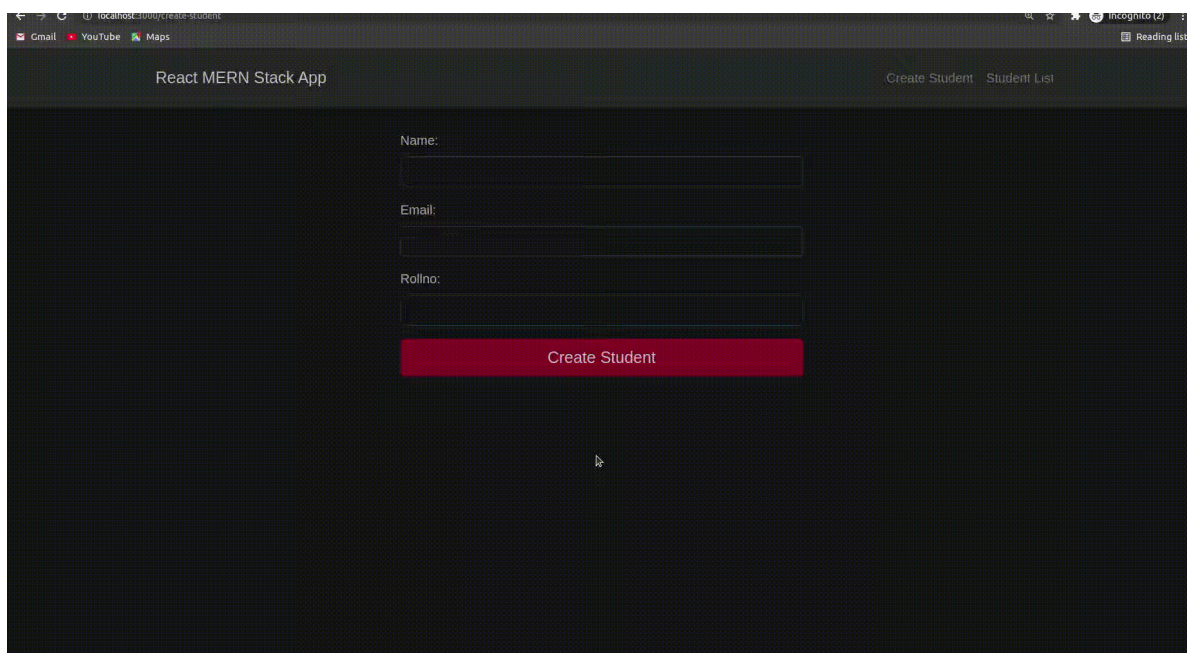 localhost:3000/create-student Incognito (2)
Gmail YouTube Maps Reading list
React MERN Stack App Create Student Student List
Name:
Email:
Rollno:
Create Student